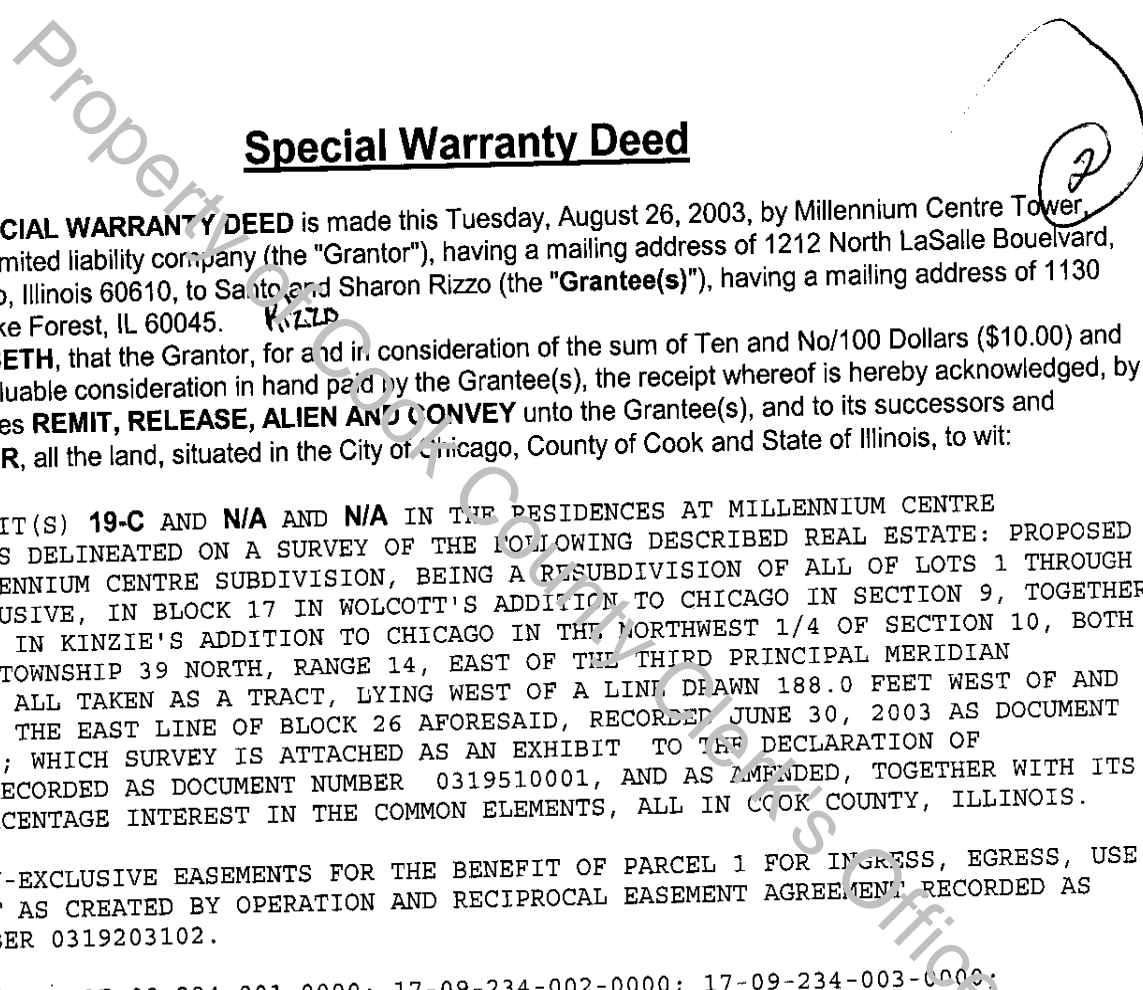 Special Warranty Deed
2
CIAL WARRANTY DEED is made this Tuesday, August 26, 2003, by Millennium Centre Tower,
mited liability company (the "Grantor"), having a mailing address of 1212 North LaSalle Bouelvard,
o, Illinois 60610, to Santo and Sharon Rizzo (the "Grantee(s)"), having a mailing address of 1130
ke Forest, IL 60045. Rizzo
SETH, that the Grantor, for and in consideration of the sum of Ten and No/100 Dollars ($10.00) and
luable consideration in hand paid by the Grantee(s), the receipt whereof is hereby acknowledged, by
es REMIT, RELEASE, ALIEN AND CONVEY unto the Grantee(s), and to its successors and
R, all the land, situated in the City of Chicago, County of Cook and State of Illinois, to wit:
IT(S) 19-C AND N/A AND N/A IN THE RESIDENCES AT MILLENNIUM CENTRE
S DELINEATED ON A SURVEY OF THE FOLLOWING DESCRIBED REAL ESTATE: PROPOSED
ENNIUM CENTRE SUBDIVISION, BEING A RESUBDIVISION OF ALL OF LOTS 1 THROUGH
USIVE, IN BLOCK 17 IN WOLCOTT'S ADDITION TO CHICAGO IN SECTION 9, TOGETHER
IN KINZIE'S ADDITION TO CHICAGO IN THE NORTHWEST 1/4 OF SECTION 10, BOTH
TOWNSHIP 39 NORTH, RANGE 14, EAST OF THE THIRD PRINCIPAL MERIDIAN
ALL TAKEN AS A TRACT, LYING WEST OF A LINE DRAWN 188.0 FEET WEST OF AND
THE EAST LINE OF BLOCK 26 AFORESAID, RECORDED JUNE 30, 2003 AS DOCUMENT
; WHICH SURVEY IS ATTACHED AS AN EXHIBIT TO THE DECLARATION OF
ECORDED AS DOCUMENT NUMBER 0319510001, AND AS AMENDED, TOGETHER WITH ITS
CENTAGE INTEREST IN THE COMMON ELEMENTS, ALL IN COOK COUNTY, ILLINOIS.
-EXCLUSIVE EASEMENTS FOR THE BENEFIT OF PARCEL 1 FOR INGRESS, EGRESS, USE
AS CREATED BY OPERATION AND RECIPROCAL EASEMENT AGREEMENT RECORDED AS
BER 0319203102.
001-0000; 17-09-234-002-0000; 17-09-234-003-0000;
Property of Cook County Clerk's Office